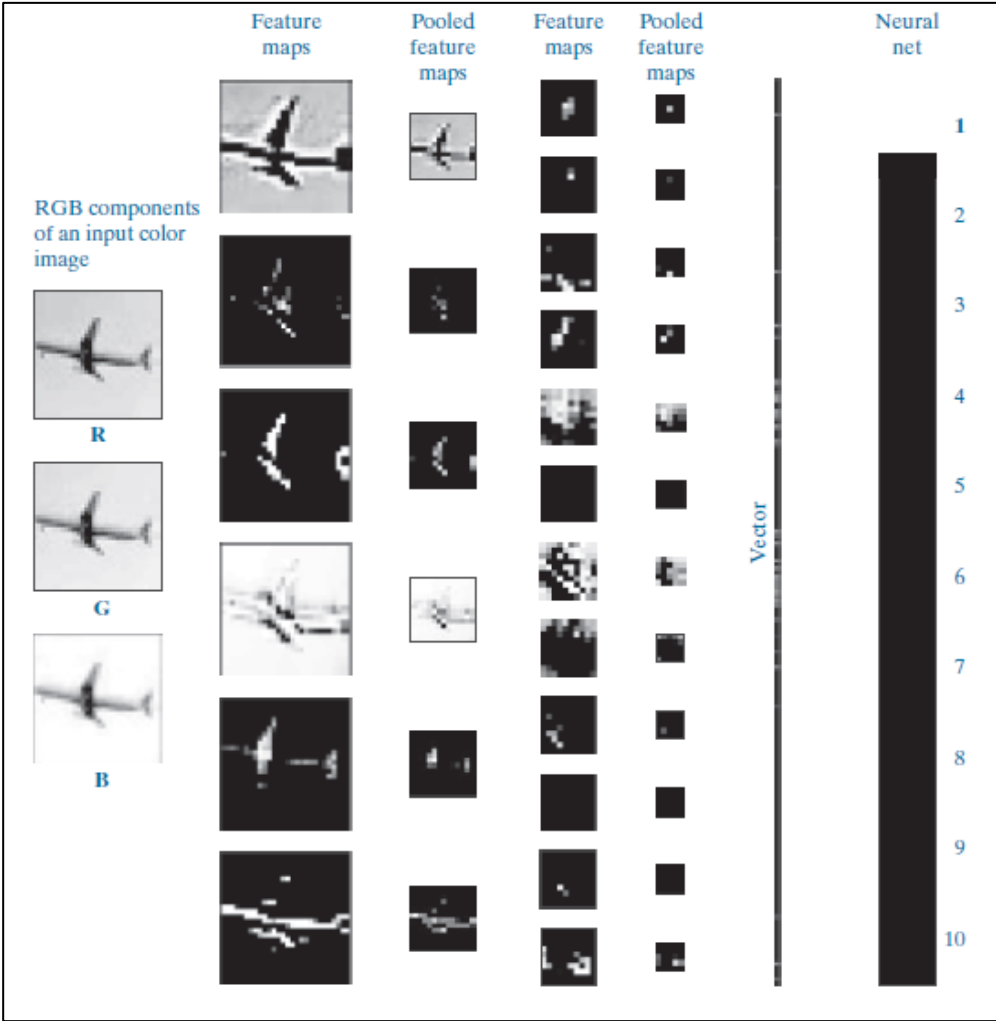 Feature
maps
Pooled
feature
maps
Feature
maps
Pooled
feature
maps
Neural
net
RGB components
of an input color
image
R
G
B
Vector
1
2
3
4
5
6
7
8
9
10